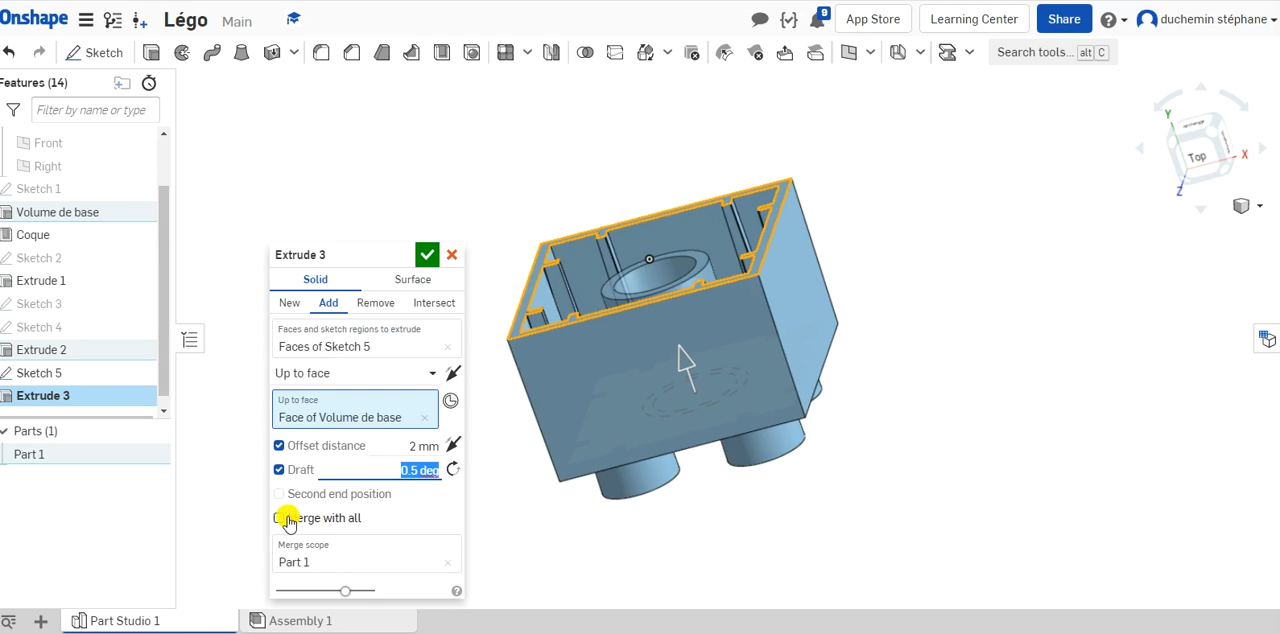 Onshape Légo Main 9 App Store Learning Center Share duchemin stéphane
Sketch Search tools... alt C
Features (14)
Filter by name or type
Front
Right
Sketch 1
Volume de base
Coque
Sketch 2
Extrude 1
Sketch 3
Sketch 4
Extrude 2
Sketch 5
Extrude 3
Parts (1)
Part 1
Extrude 3
Solid Surface
New Add Remove Intersect
Faces and sketch regions to extrude
Faces of Sketch 5
Up to face
Up to face
Face of Volume de base
Offset distance 2 mm
Draft 0.5 deg
Second end position
erge with all
Merge scope
Part 1
Y
Top
X
Z
Part Studio 1 Assembly 1